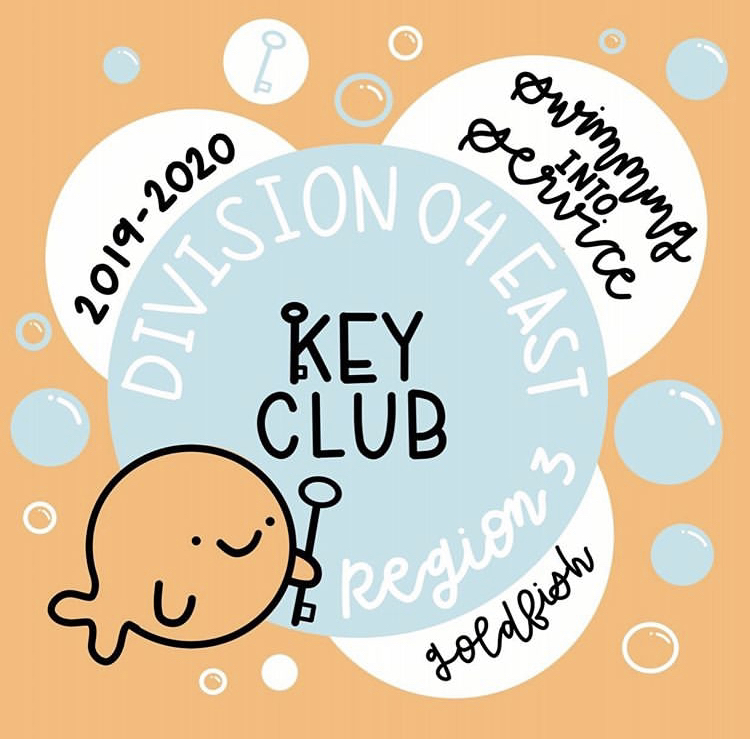 2019-2020
swimming
INTO
service
DIVISION 04 EAST
KEY
CLUB
Region 3
goldfish